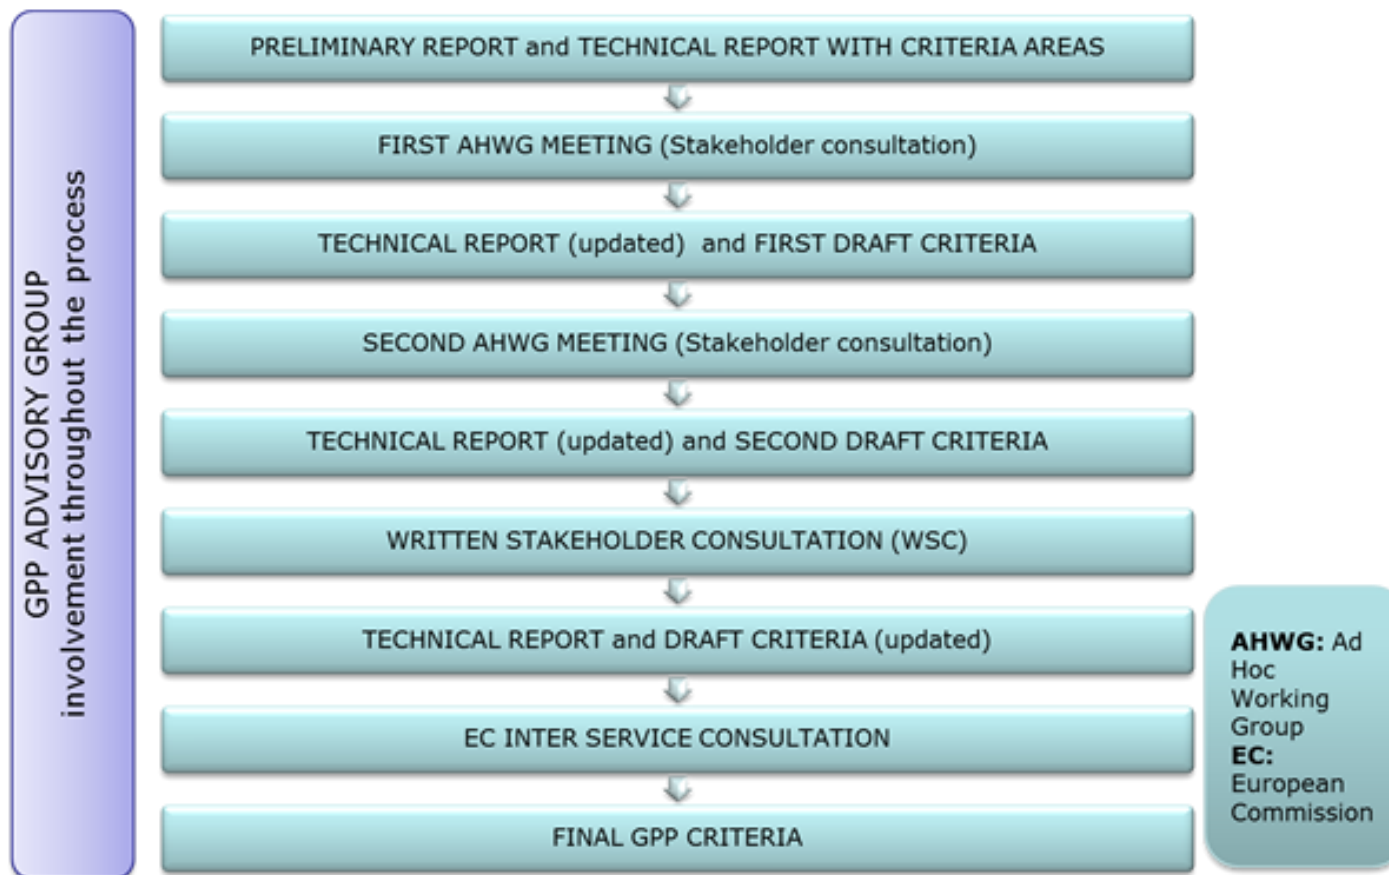 GPP ADVISORY GROUP
involvement throughout the process
PRELIMINARY REPORT and TECHNICAL REPORT WITH CRITERIA AREAS
FIRST AHWG MEETING (Stakeholder consultation)
TECHNICAL REPORT (updated) and FIRST DRAFT CRITERIA
SECOND AHWG MEETING (Stakeholder consultation)
TECHNICAL REPORT (updated) and SECOND DRAFT CRITERIA
WRITTEN STAKEHOLDER CONSULTATION (WSC)
TECHNICAL REPORT and DRAFT CRITERIA (updated)
EC INTER SERVICE CONSULTATION
FINAL GPP CRITERIA
AHWG: Ad
Hoc
Working
Group
EC:
European
Commission